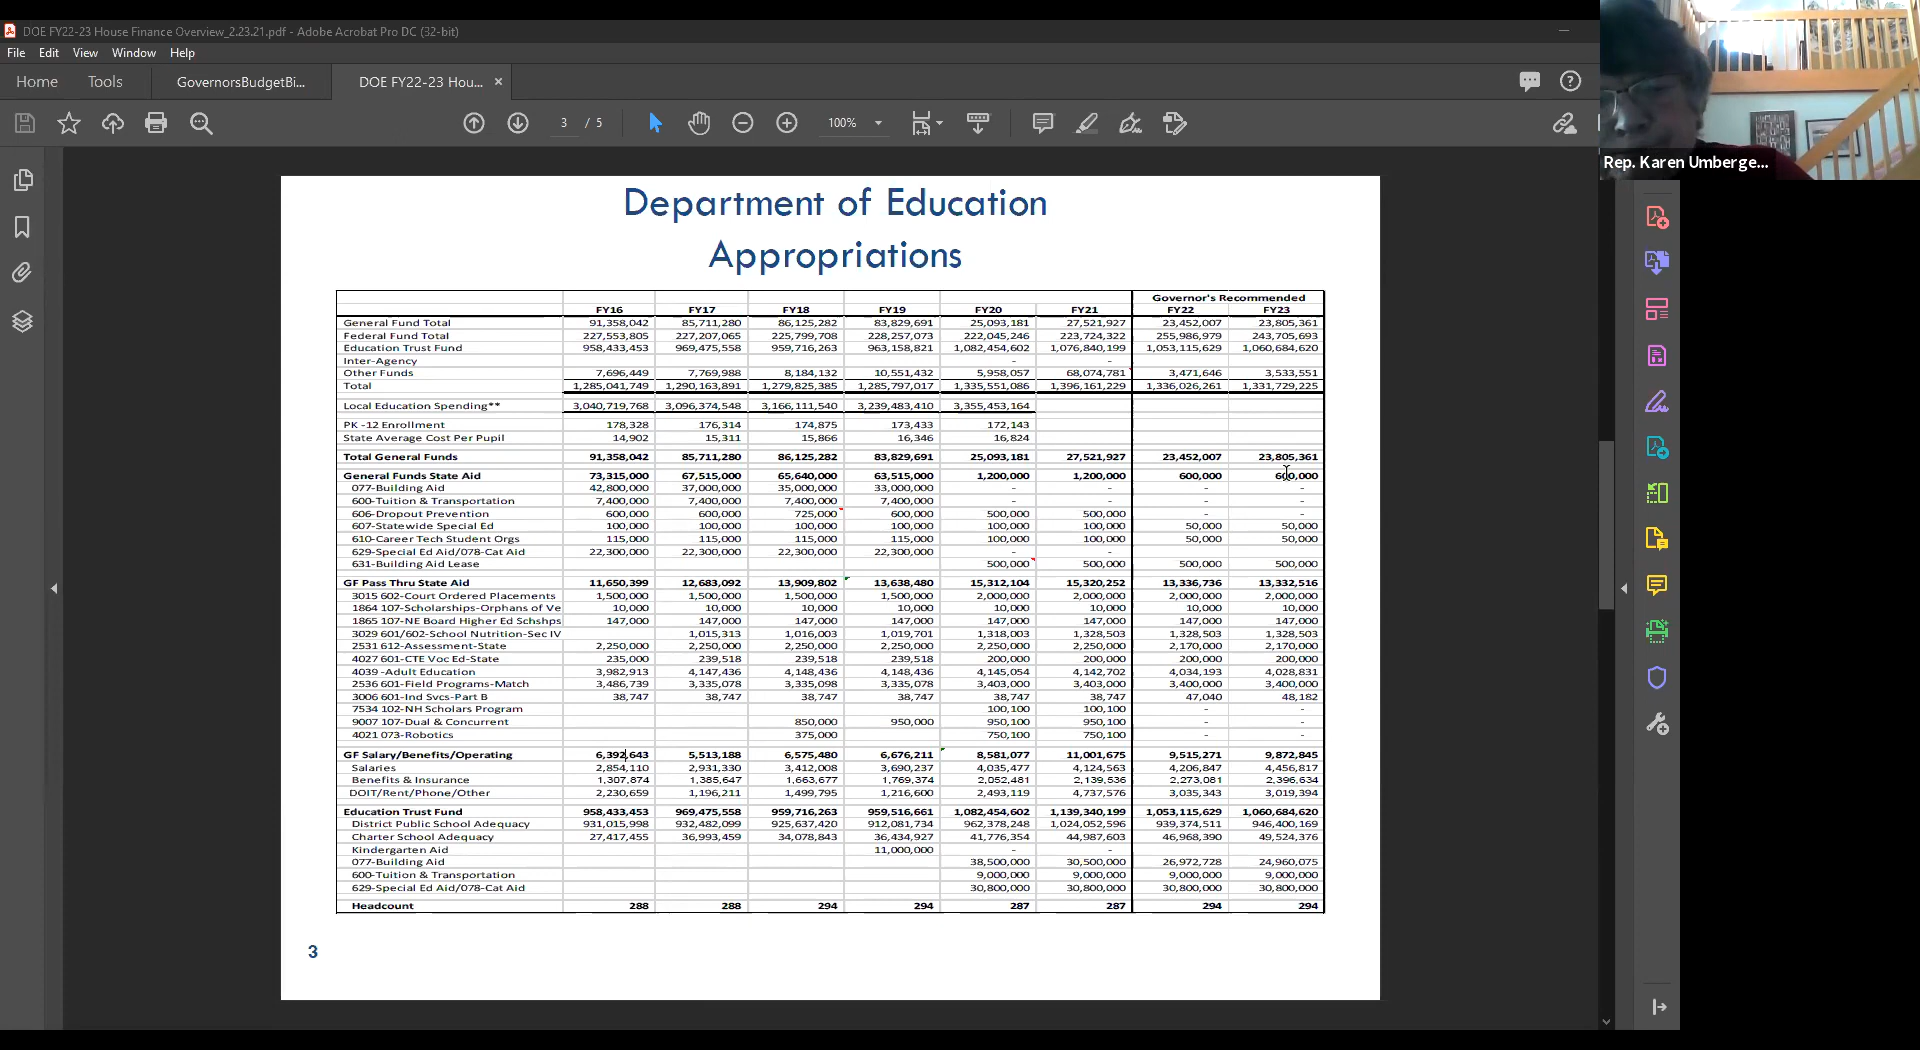 DOE FY22-23 House Finance Overview_2.23.21.pdf - Adobe Acrobat Pro DC (32-bit)
File Edit View Window Help
Home Tools GovernorsBudgetBi... DOE FY22-23 Hou... ×
3 / 5 100%
Rep. Karen Umberge...
Department of Education
Appropriations
Governor's Recommended
FY16 FY17 FY18 FY19 FY20 FY21 FY22 FY23
General Fund Total 91,358,042 85,711,280 86,125,282 83,829,691 25,093,181 27,521,927 23,452,007 23,805,361
Federal Fund Total 227,553,805 227,207,065 225,799,708 228,257,073 222,045,246 223,724,322 255,986,979 243,705,693
Education Trust Fund 958,433,453 969,475,558 959,716,263 963,158,821 1,082,454,602 1,076,840,199 1,053,115,629 1,060,684,620
Inter-Agency - -
Other Funds 7,696,449 7,769,988 8,184,132 10,551,432 5,958,057 68,074,781 3,471,646 3,533,551
Total 1,285,041,749 1,290,163,891 1,279,825,385 1,285,797,017 1,335,551,086 1,396,161,229 1,336,026,261 1,331,729,225
Local Education Spending** 3,040,719,768 3,096,374,548 3,166,111,540 3,239,483,410 3,355,453,164
PK -12 Enrollment 178,328 176,314 174,875 173,433 172,143
State Average Cost Per Pupil 14,902 15,311 15,866 16,346 16,824
Total General Funds 91,358,042 85,711,280 86,125,282 83,829,691 25,093,181 27,521,927 23,452,007 23,805,361
General Funds State Aid 73,315,000 67,515,000 65,640,000 63,515,000 1,200,000 1,200,000 600,000 600,000
077-Building Aid 42,800,000 37,000,000 35,000,000 33,000,000 - - - -
600-Tuition & Transportation 7,400,000 7,400,000 7,400,000 7,400,000 - - - -
606-Dropout Prevention 600,000 600,000 725,000 600,000 500,000 500,000 - -
607-Statewide Special Ed 100,000 100,000 100,000 100,000 100,000 100,000 50,000 50,000
610-Career Tech Student Orgs 115,000 115,000 115,000 115,000 100,000 100,000 50,000 50,000
629-Special Ed Aid/078-Cat Aid 22,300,000 22,300,000 22,300,000 22,300,000 - -
631-Building Aid Lease 500,000 500,000 500,000 500,000
GF Pass Thru State Aid 11,650,399 12,683,092 13,909,802 13,638,480 15,312,104 15,320,252 13,336,736 13,332,516
3015 602-Court Ordered Placements 1,500,000 1,500,000 1,500,000 1,500,000 2,000,000 2,000,000 2,000,000 2,000,000
1864 107-Scholarships-Orphans of Ve 10,000 10,000 10,000 10,000 10,000 10,000 10,000 10,000
1865 107-NE Board Higher Ed Schshps 147,000 147,000 147,000 147,000 147,000 147,000 147,000 147,000
3029 601/602-School Nutrition-Sec IV 1,015,313 1,016,003 1,019,701 1,318,003 1,328,503 1,328,503 1,328,503
2531 612-Assessment-State 2,250,000 2,250,000 2,250,000 2,250,000 2,250,000 2,250,000 2,170,000 2,170,000
4027 601-CTE Voc Ed-State 235,000 239,518 239,518 239,518 200,000 200,000 200,000 200,000
4039 -Adult Education 3,982,913 4,147,436 4,148,436 4,148,436 4,145,054 4,142,702 4,034,193 4,028,831
2536 601-Field Programs-Match 3,486,739 3,335,078 3,335,098 3,335,078 3,403,000 3,403,000 3,400,000 3,400,000
3006 601-Ind Svcs-Part B 38,747 38,747 38,747 38,747 38,747 38,747 47,040 48,182
7534 102-NH Scholars Program 100,100 100,100 - -
9007 107-Dual & Concurrent 850,000 950,000 950,100 950,100 - -
4021 073-Robotics 375,000 750,100 750,100 - -
GF Salary/Benefits/Operating 6,392,643 5,513,188 6,575,480 6,676,211 8,581,077 11,001,675 9,515,271 9,872,845
Salaries 2,854,110 2,931,330 3,412,008 3,690,237 4,035,477 4,124,563 4,206,847 4,456,817
Benefits & Insurance 1,307,874 1,385,647 1,663,677 1,769,374 2,052,481 2,139,536 2,273,081 2,396,634
DOIT/Rent/Phone/Other 2,230,659 1,196,211 1,499,795 1,216,600 2,493,119 4,737,576 3,035,343 3,019,394
Education Trust Fund 958,433,453 969,475,558 959,716,263 959,516,661 1,082,454,602 1,139,340,199 1,053,115,629 1,060,684,620
District Public School Adequacy 931,015,998 932,482,099 925,637,420 912,081,734 962,378,248 1,024,052,596 939,374,511 946,400,169
Charter School Adequacy 27,417,455 36,993,459 34,078,843 36,434,927 41,776,354 44,987,603 46,968,390 49,524,376
Kindergarten Aid 11,000,000 - -
077-Building Aid 38,500,000 30,500,000 26,972,728 24,960,075
600-Tuition & Transportation 9,000,000 9,000,000 9,000,000 9,000,000
629-Special Ed Aid/078-Cat Aid 30,800,000 30,800,000 30,800,000 30,800,000
Headcount 288 288 294 294 287 287 294 294
3